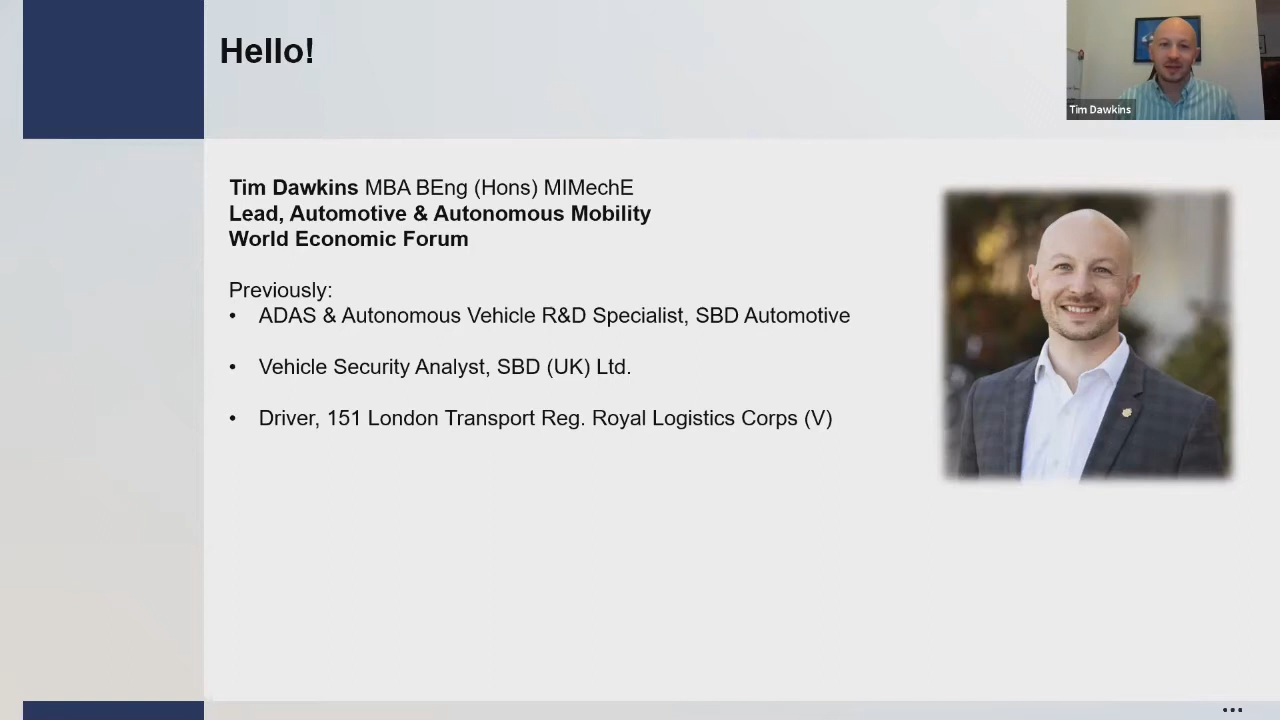 Hello!
Tim Dawkins
Tim Dawkins MBA BEng (Hons) MIMechE
Lead, Automotive & Autonomous Mobility
World Economic Forum
Previously:
• ADAS & Autonomous Vehicle R&D Specialist, SBD Automotive
• Vehicle Security Analyst, SBD (UK) Ltd.
• Driver, 151 London Transport Reg. Royal Logistics Corps (V)